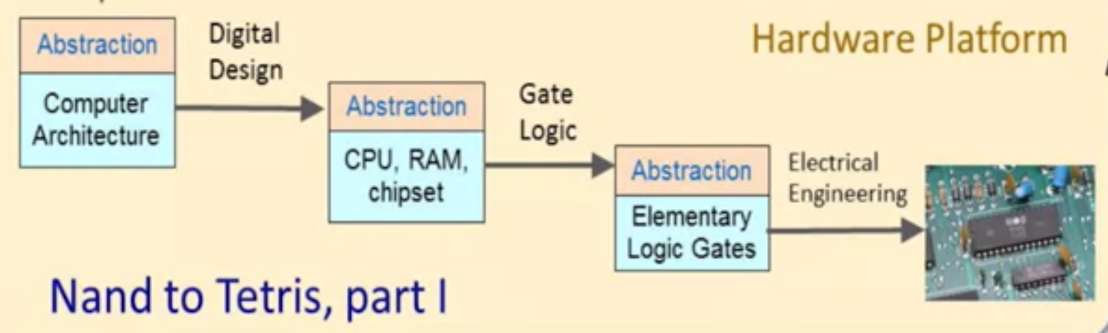 Abstraction
Computer
Architecture
Digital
Design
Hardware Platform
Abstraction
CPU, RAM,
chipset
Gate
Logic
Abstraction
Elementary
Logic Gates
Electrical
Engineering
Nand to Tetris, part I